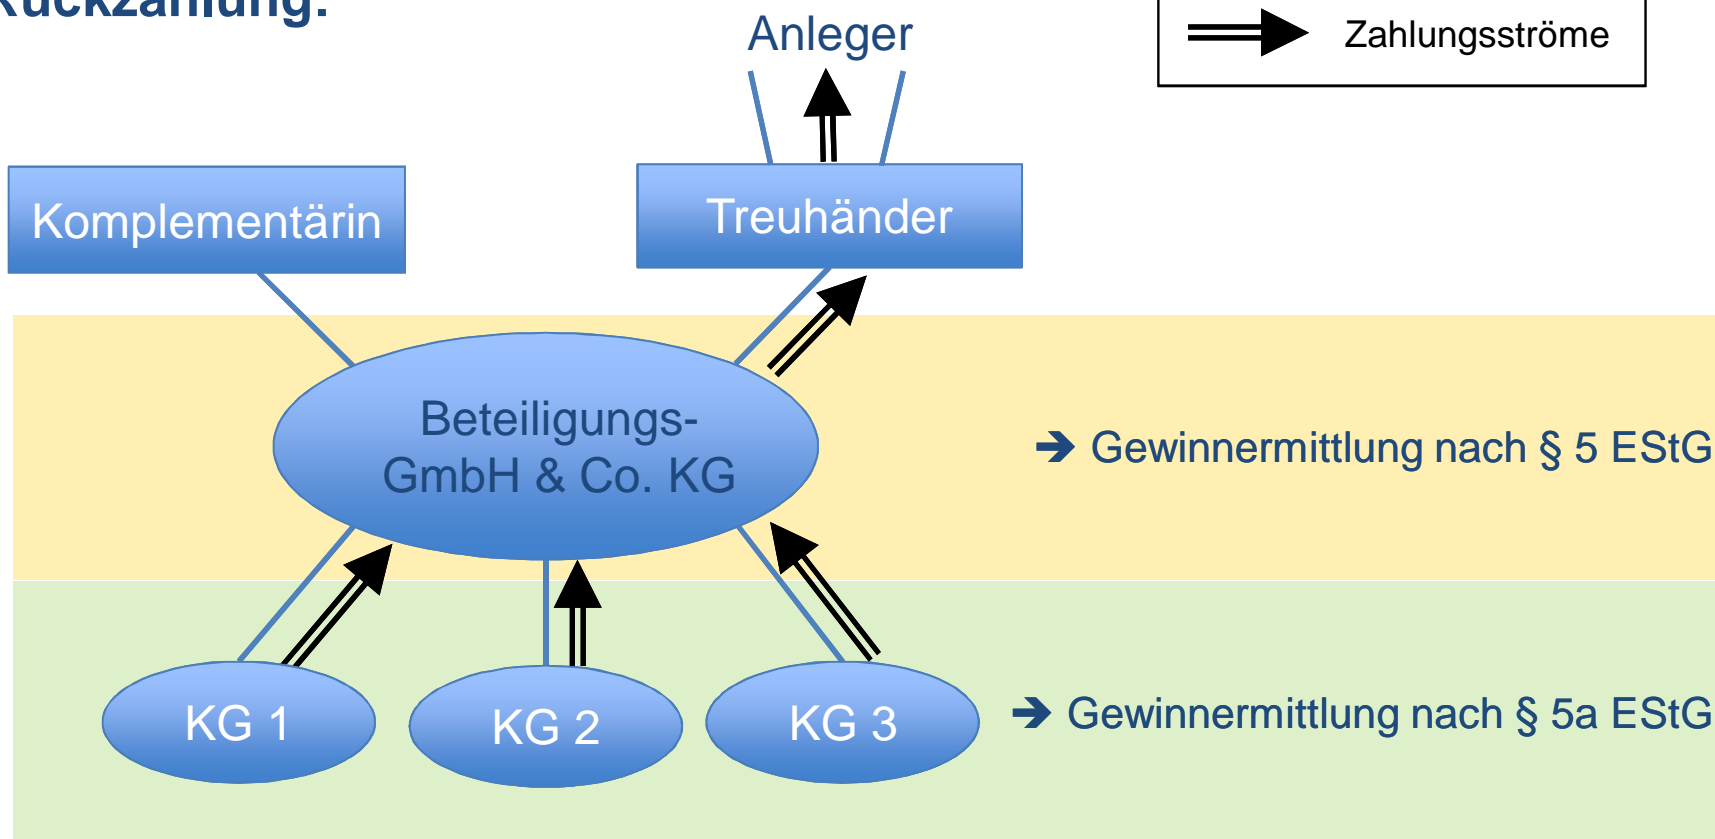 Rückzahlung:
Anleger
Zahlungsströme
Komplementärin
Treuhänder
Beteiligungs-
GmbH & Co. KG
➔ Gewinnermittlung nach § 5 EStG
KG 1
KG 2
KG 3
➔ Gewinnermittlung nach § 5a EStG